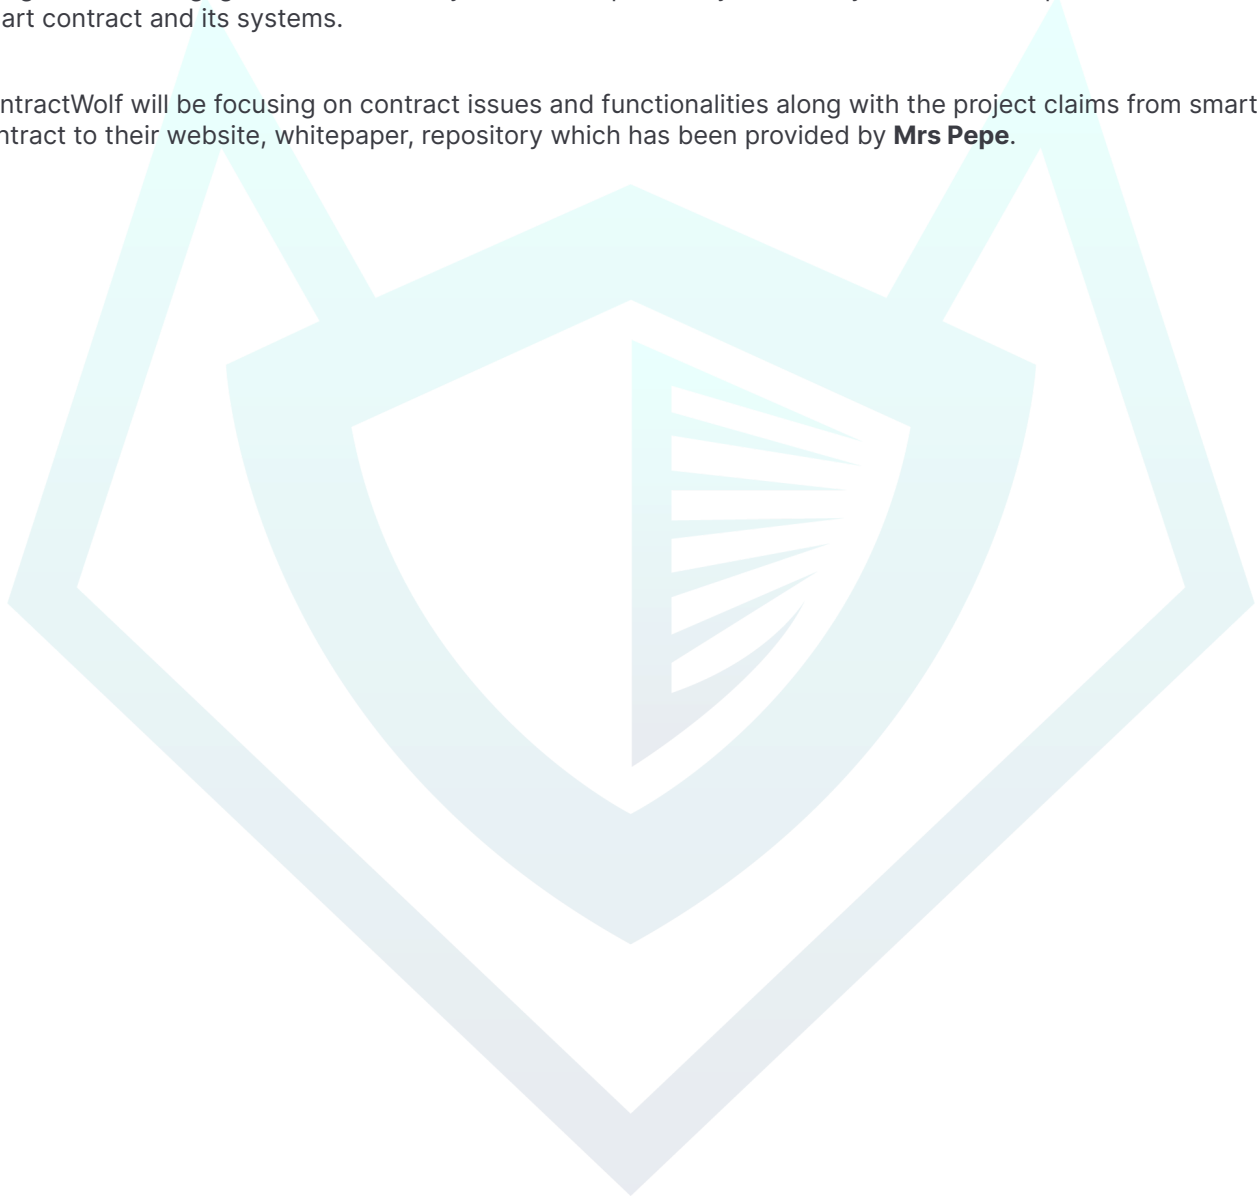 art contract and its systems.
ntractWolf will be focusing on contract issues and functionalities along with the project claims from smart
ntract to their website, whitepaper, repository which has been provided by Mrs Pepe.